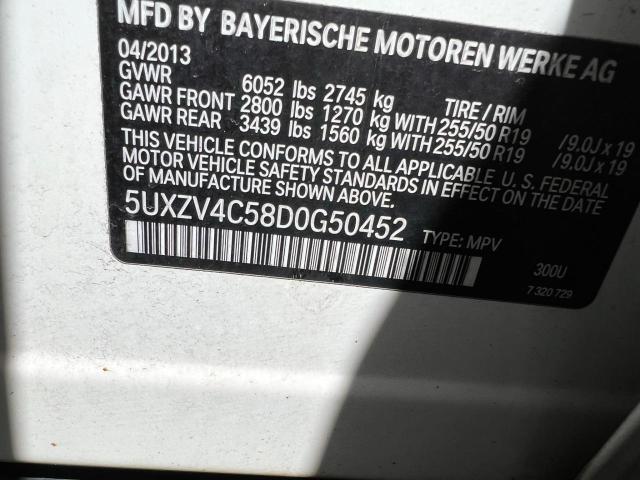 MFD BY BAYERISCHE MOTOREN WERKE AG
04/2013
GVWR 6052 lbs 2745 kg TIRE / RIM
GAWR FRONT 2800 lbs 1270 kg WITH 255/50 R19 /9.0J x 19
GAWR REAR 3439 lbs 1560 kg WITH 255/50 R19 /9.0J x 19
THIS VEHICLE CONFORMS TO ALL APPLICABLE U. S. FEDERAL
MOTOR VEHICLE SAFETY STANDARDS IN EFFECT ON THE DATE
OF MANUFACTURE SHOWN ABOVE.
5UXZV4C58D0G50452 TYPE: MPV
300U
7 320 729